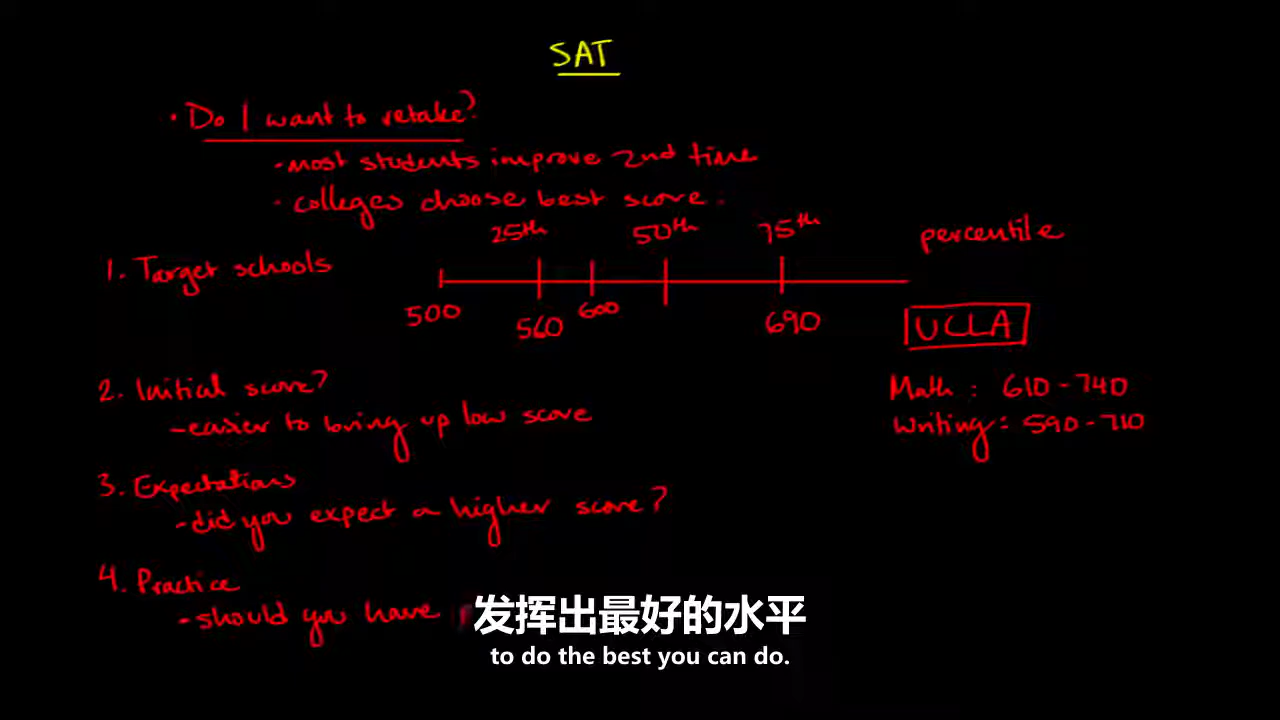 SAT
• Do I want to retake?
• most students improve 2nd time
• colleges choose best score.
25th 50th 75th percentile
1. Target schools
500 560 600 690
UCLA
2. Initial score?
Math: 610-740
- easier to bring up low score
Writing: 590-710
3. Expectations
- did you expect a higher score?
4. Practice
- should you have
发挥出最好的水平
to do the best you can do.